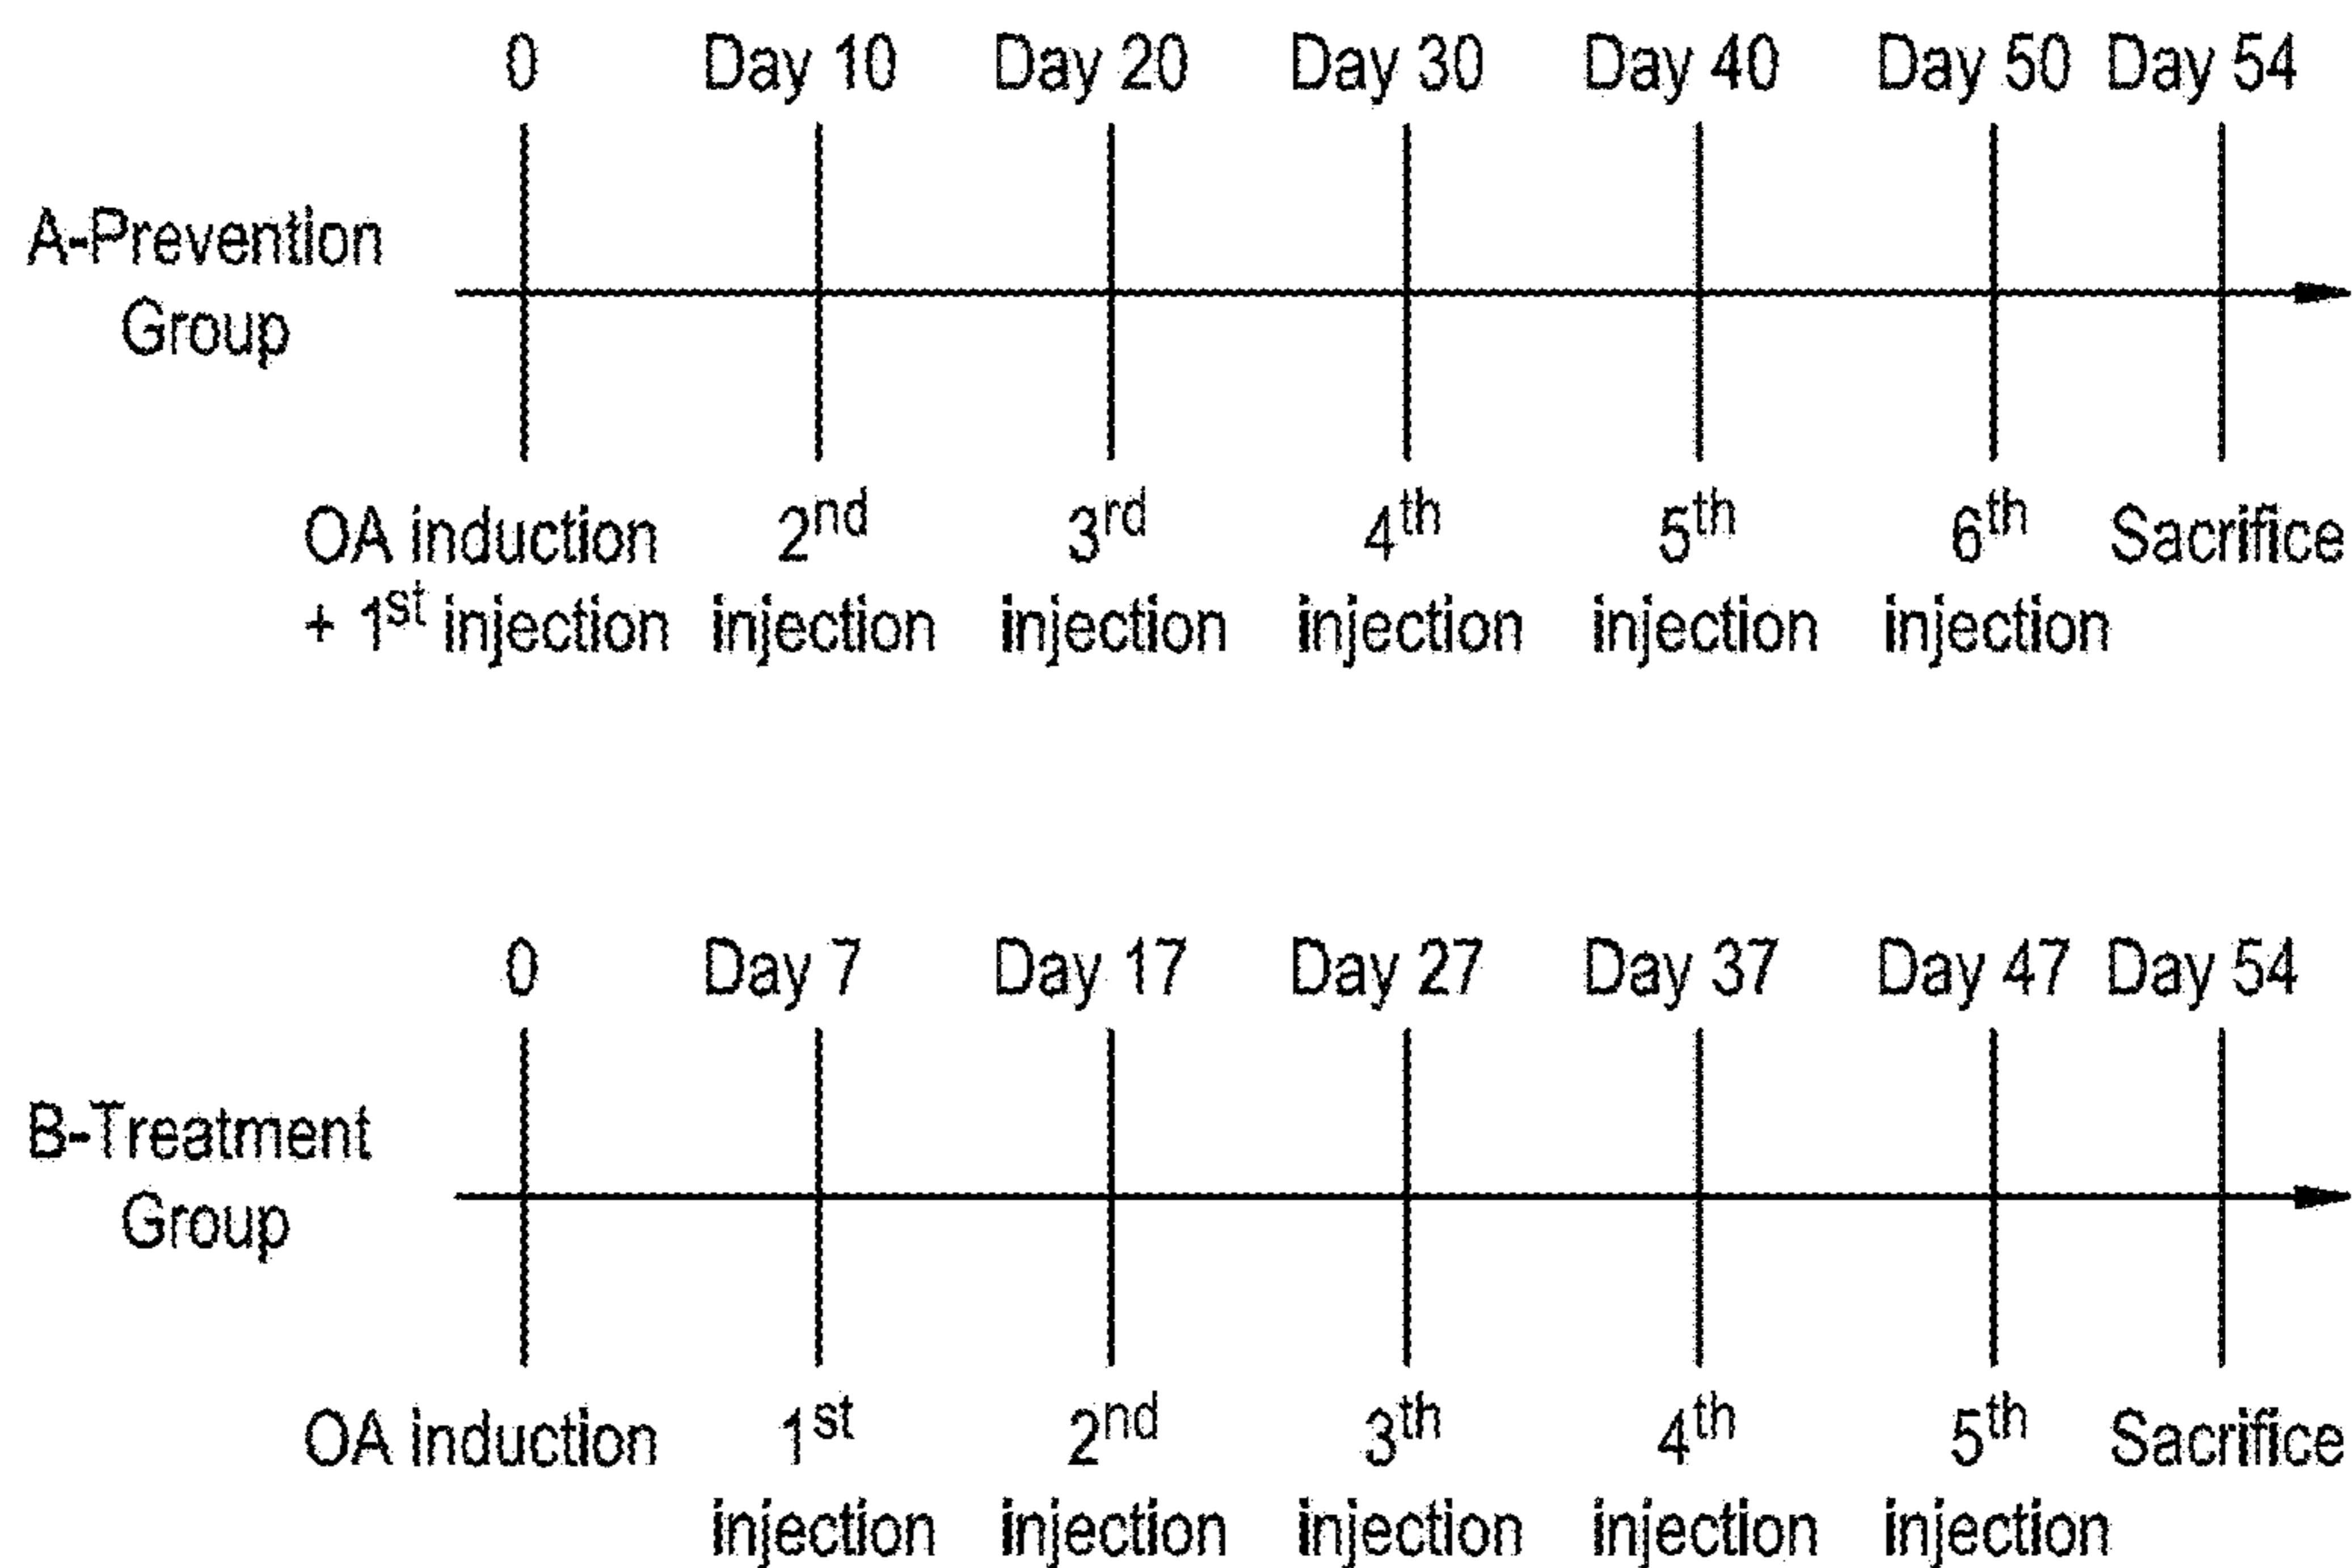 0 Day 10 Day 20 Day 30 Day 40 Day 50 Day 54
A-Prevention
Group
OA induction 2nd 3rd 4th 5th 6th Sacrifice
+ 1st injection injection injection injection injection injection
0 Day 7 Day 17 Day 27 Day 37 Day 47 Day 54
B-Treatment
Group
OA induction 1st 2nd 3th 4th 5th Sacrifice
injection injection injection injection injection